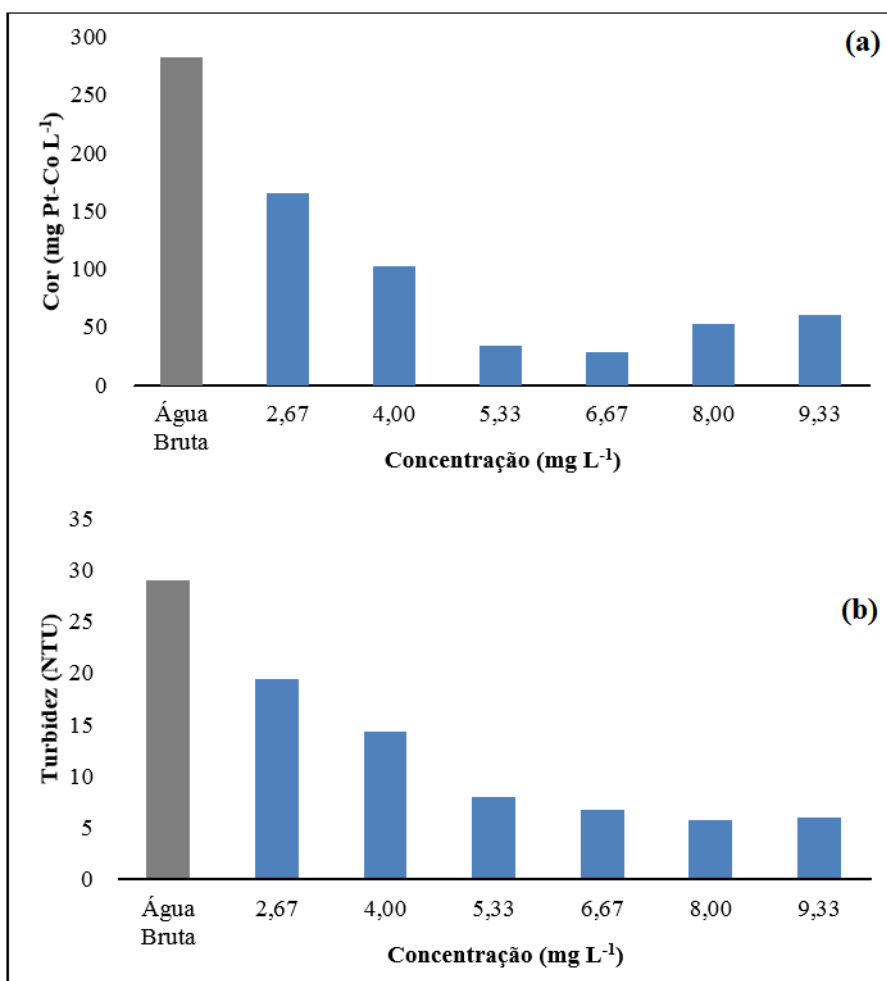 (a)
Cor (mg Pt-Co L⁻¹)
300
250
200
150
100
50
0
Água Bruta 2,67 4,00 5,33 6,67 8,00 9,33
Concentração (mg L⁻¹)
(b)
Turbidez (NTU)
35
30
25
20
15
10
5
0
Água Bruta 2,67 4,00 5,33 6,67 8,00 9,33
Concentração (mg L⁻¹)